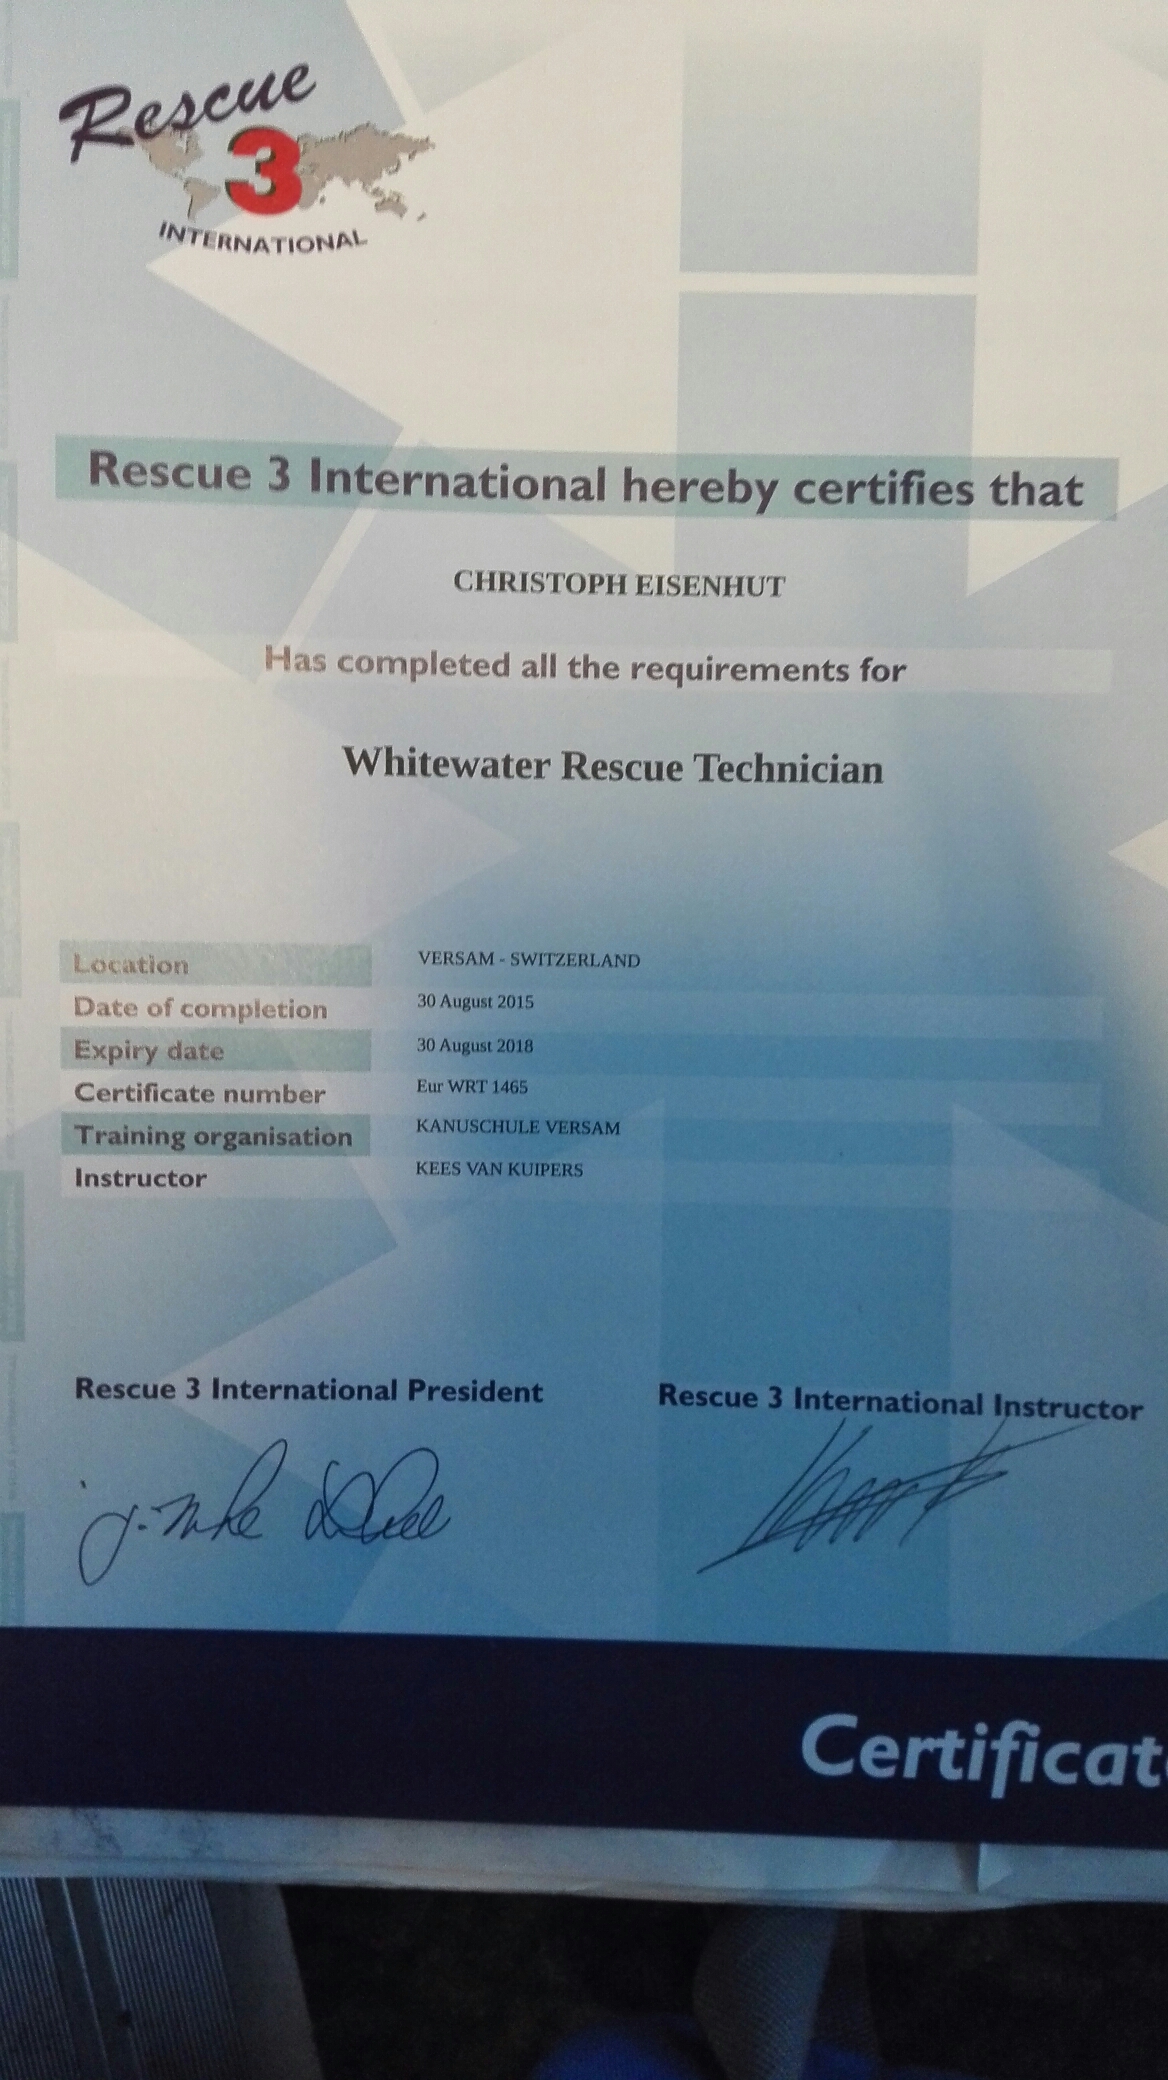 Rescue
3
INTERNATIONAL
Rescue 3 International hereby certifies that
CHRISTOPH EISENHUT
Has completed all the requirements for
Whitewater Rescue Technician
Location VERSAM - SWITZERLAND
Date of completion 30 August 2015
Expiry date 30 August 2018
Certificate number Eur WRT 1465
Training organisation KANUSCHULE VERSAM
Instructor KEES VAN KUIPERS
Rescue 3 International President Rescue 3 International Instructor
Certificat